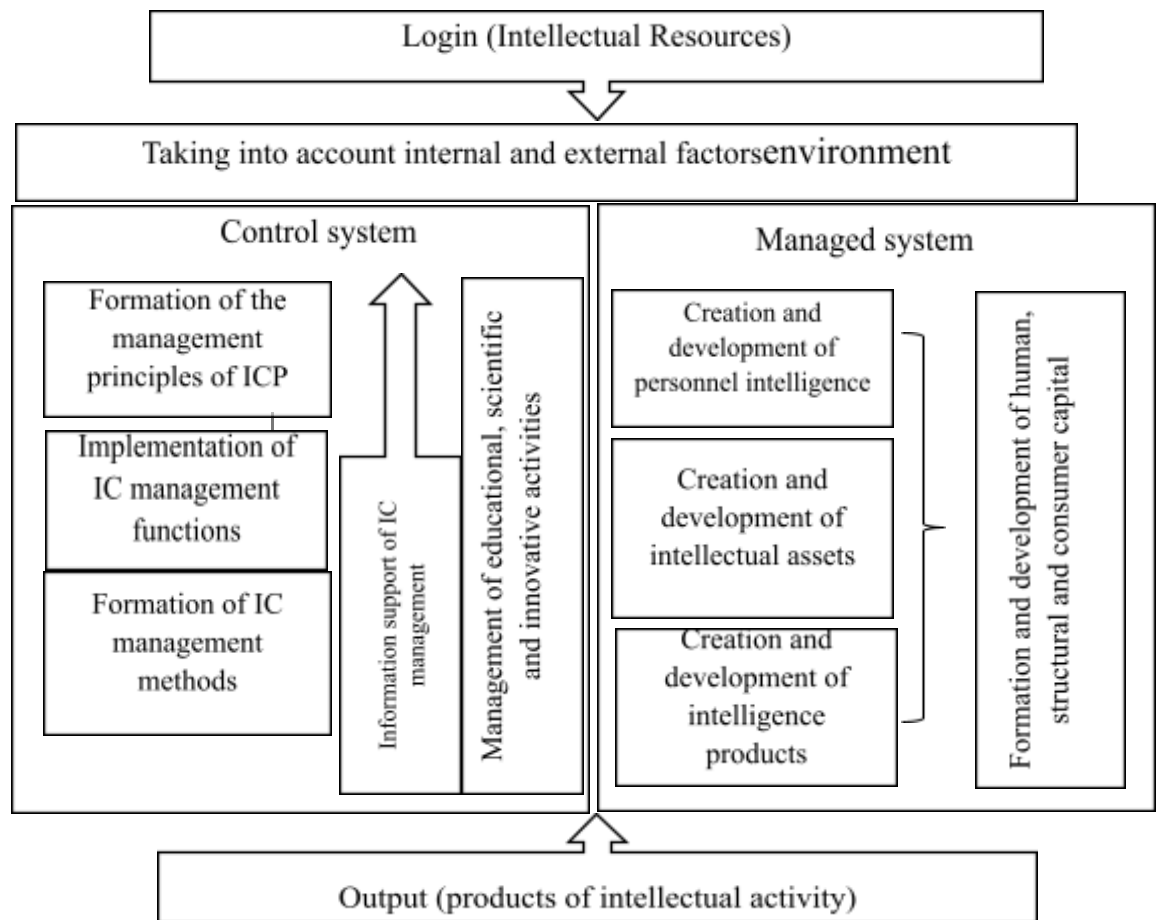 Login (Intellectual Resources)
Taking into account internal and external factorsenvironment
Control system
Formation of the
management
principles of ICP
Implementation of
IC management
functions
Formation of IC
management
methods
Information support of IC
management
Management of educational, scientific
and innovative activities
Managed system
Creation and
development of
personnel intelligence
Creation and
development of
intellectual assets
Creation and
development of
intelligence
products
Formation and development of human,
structural and consumer capital
Output (products of intellectual activity)